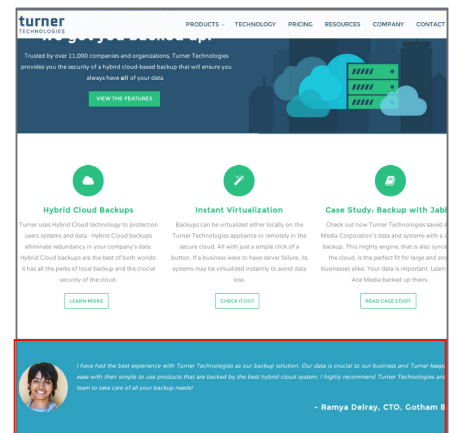 turner
TECHNOLOGIES
PRODUCTS
TECHNOLOGY
PRICING
RESOURCES
COMPANY
CONTACT
we got you backed up.
Trusted by over 11,000 companies and organizations, Turner Technologies
provides you the security of a hybrid cloud-based backup that will ensure you
always have all of your data.
VIEW THE FEATURES
Hybrid Cloud Backups
Turner uses Hybrid Cloud technology to protection
users systems and data. Hybrid Cloud backups
alliminate redundancy in your company's data.
Hybrid Cloud backups are the best of both worlds:
it has all the perks of local backup and the crucial
security of the cloud.
LEARN MORE
Instant Virtualization
Backups can be virtualized either locally on the
Turner Technologies appliance or remotely in the
secure cloud. All with just a simple click of a
button. If a business were to have server failure, its
systems may be virtualized instantly to avoid data
loss.
CHECK IT OUT
Case Study: Backup with Jabb
Check out how Turner Technologies saved A
Media Corporation's data and systems with a J
backup. This mighty engine, that is also synce
the cloud, is the perfect fit for large and sm
businesses alike. Your data is important. Learn
Ace Media backed up theirs.
READ CASE STUDY
I have had the best experience with Turner Technologies as our backup solution. Our data is crucial to our business and Turner keeps
ease with their simple to use products that are backed by the best hybrid cloud system. I highly recommend Turner Technologies and
team to take care of all your backup needs!
- Ramya Delray, CTO, Gotham B